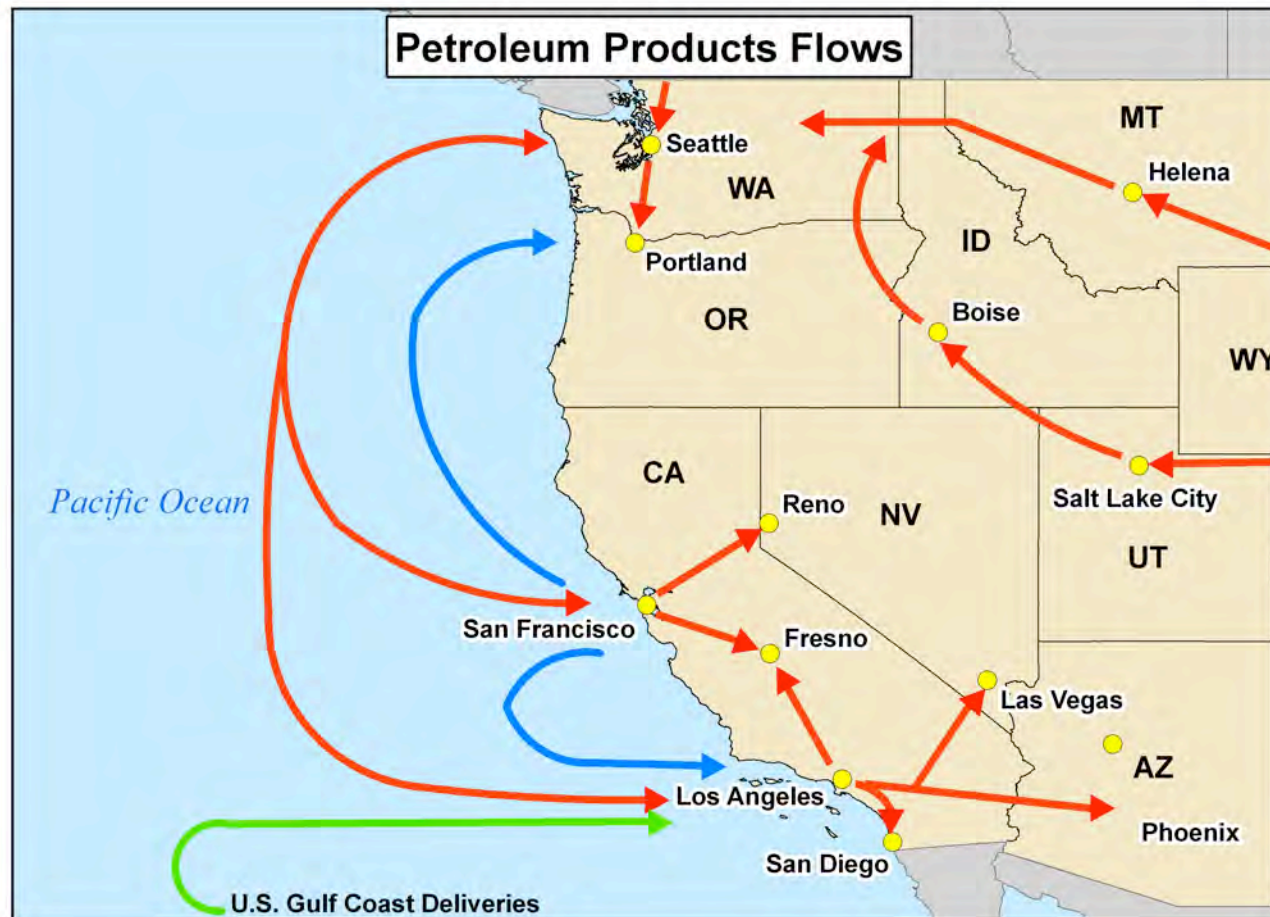 Petroleum Products Flows
MT
Seattle
Helena
WA
ID
Portland
Boise
OR
WY
CA
Pacific Ocean
Reno
NV
Salt Lake City
UT
San Francisco
Fresno
Las Vegas
AZ
Los Angeles
Phoenix
San Diego
U.S. Gulf Coast Deliveries